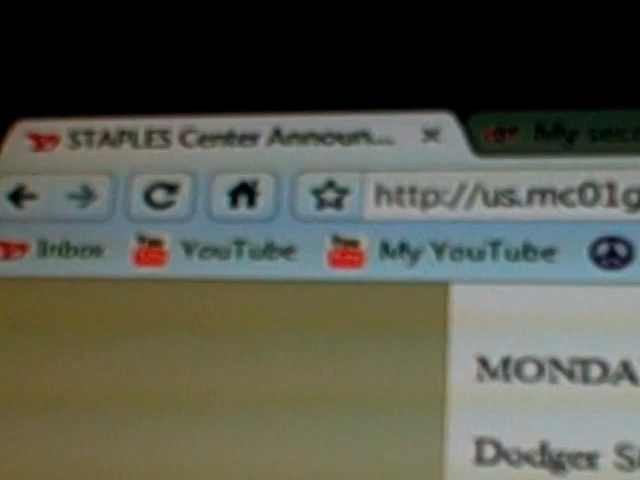 STAPLES Center Announ...
My sec
http://us.mc01g
Inbox YouTube My YouTube
MONDA
Dodger S